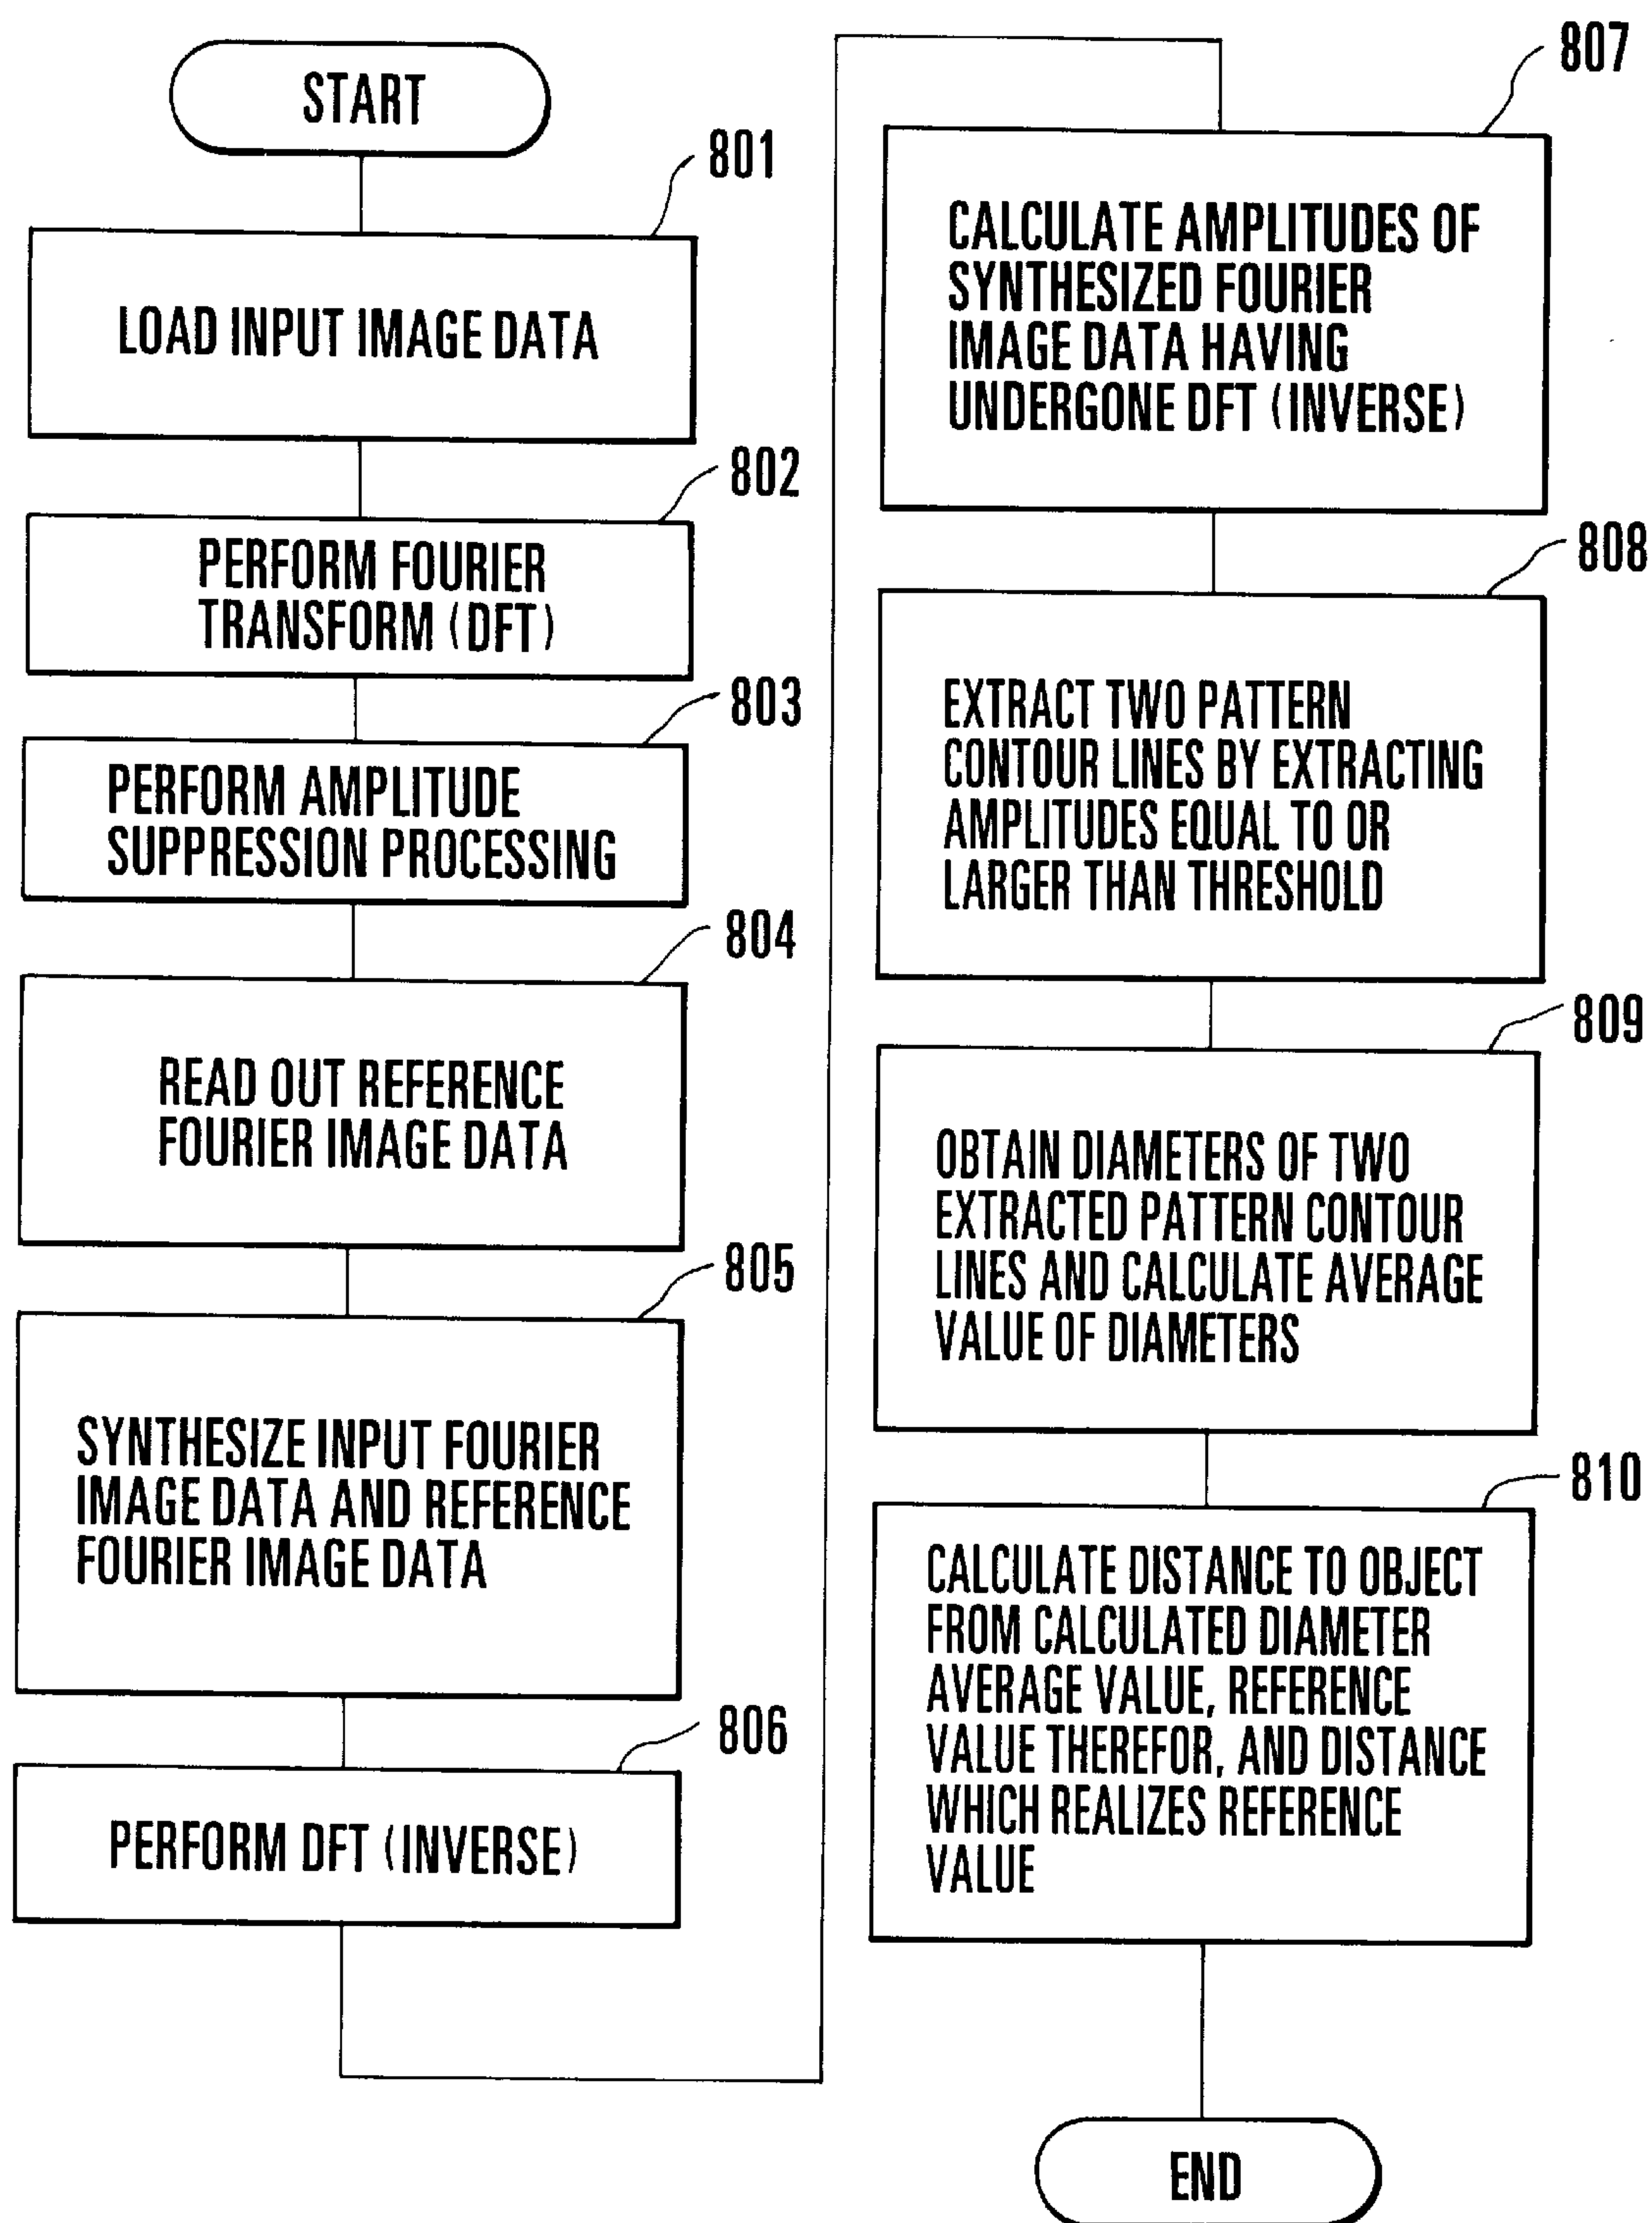 START
801
LOAD INPUT IMAGE DATA
802
PERFORM FOURIER
TRANSFORM (DFT)
803
PERFORM AMPLITUDE
SUPPRESSION PROCESSING
804
READ OUT REFERENCE
FOURIER IMAGE DATA
805
SYNTHESIZE INPUT FOURIER
IMAGE DATA AND REFERENCE
FOURIER IMAGE DATA
806
PERFORM DFT (INVERSE)
807
CALCULATE AMPLITUDES OF
SYNTHESIZED FOURIER
IMAGE DATA HAVING
UNDERGONE DFT (INVERSE)
808
EXTRACT TWO PATTERN
CONTOUR LINES BY EXTRACTING
AMPLITUDES EQUAL TO OR
LARGER THAN THRESHOLD
809
OBTAIN DIAMETERS OF TWO
EXTRACTED PATTERN CONTOUR
LINES AND CALCULATE AVERAGE
VALUE OF DIAMETERS
810
CALCULATE DISTANCE TO OBJECT
FROM CALCULATED DIAMETER
AVERAGE VALUE, REFERENCE
VALUE THEREFOR, AND DISTANCE
WHICH REALIZES REFERENCE
VALUE
END